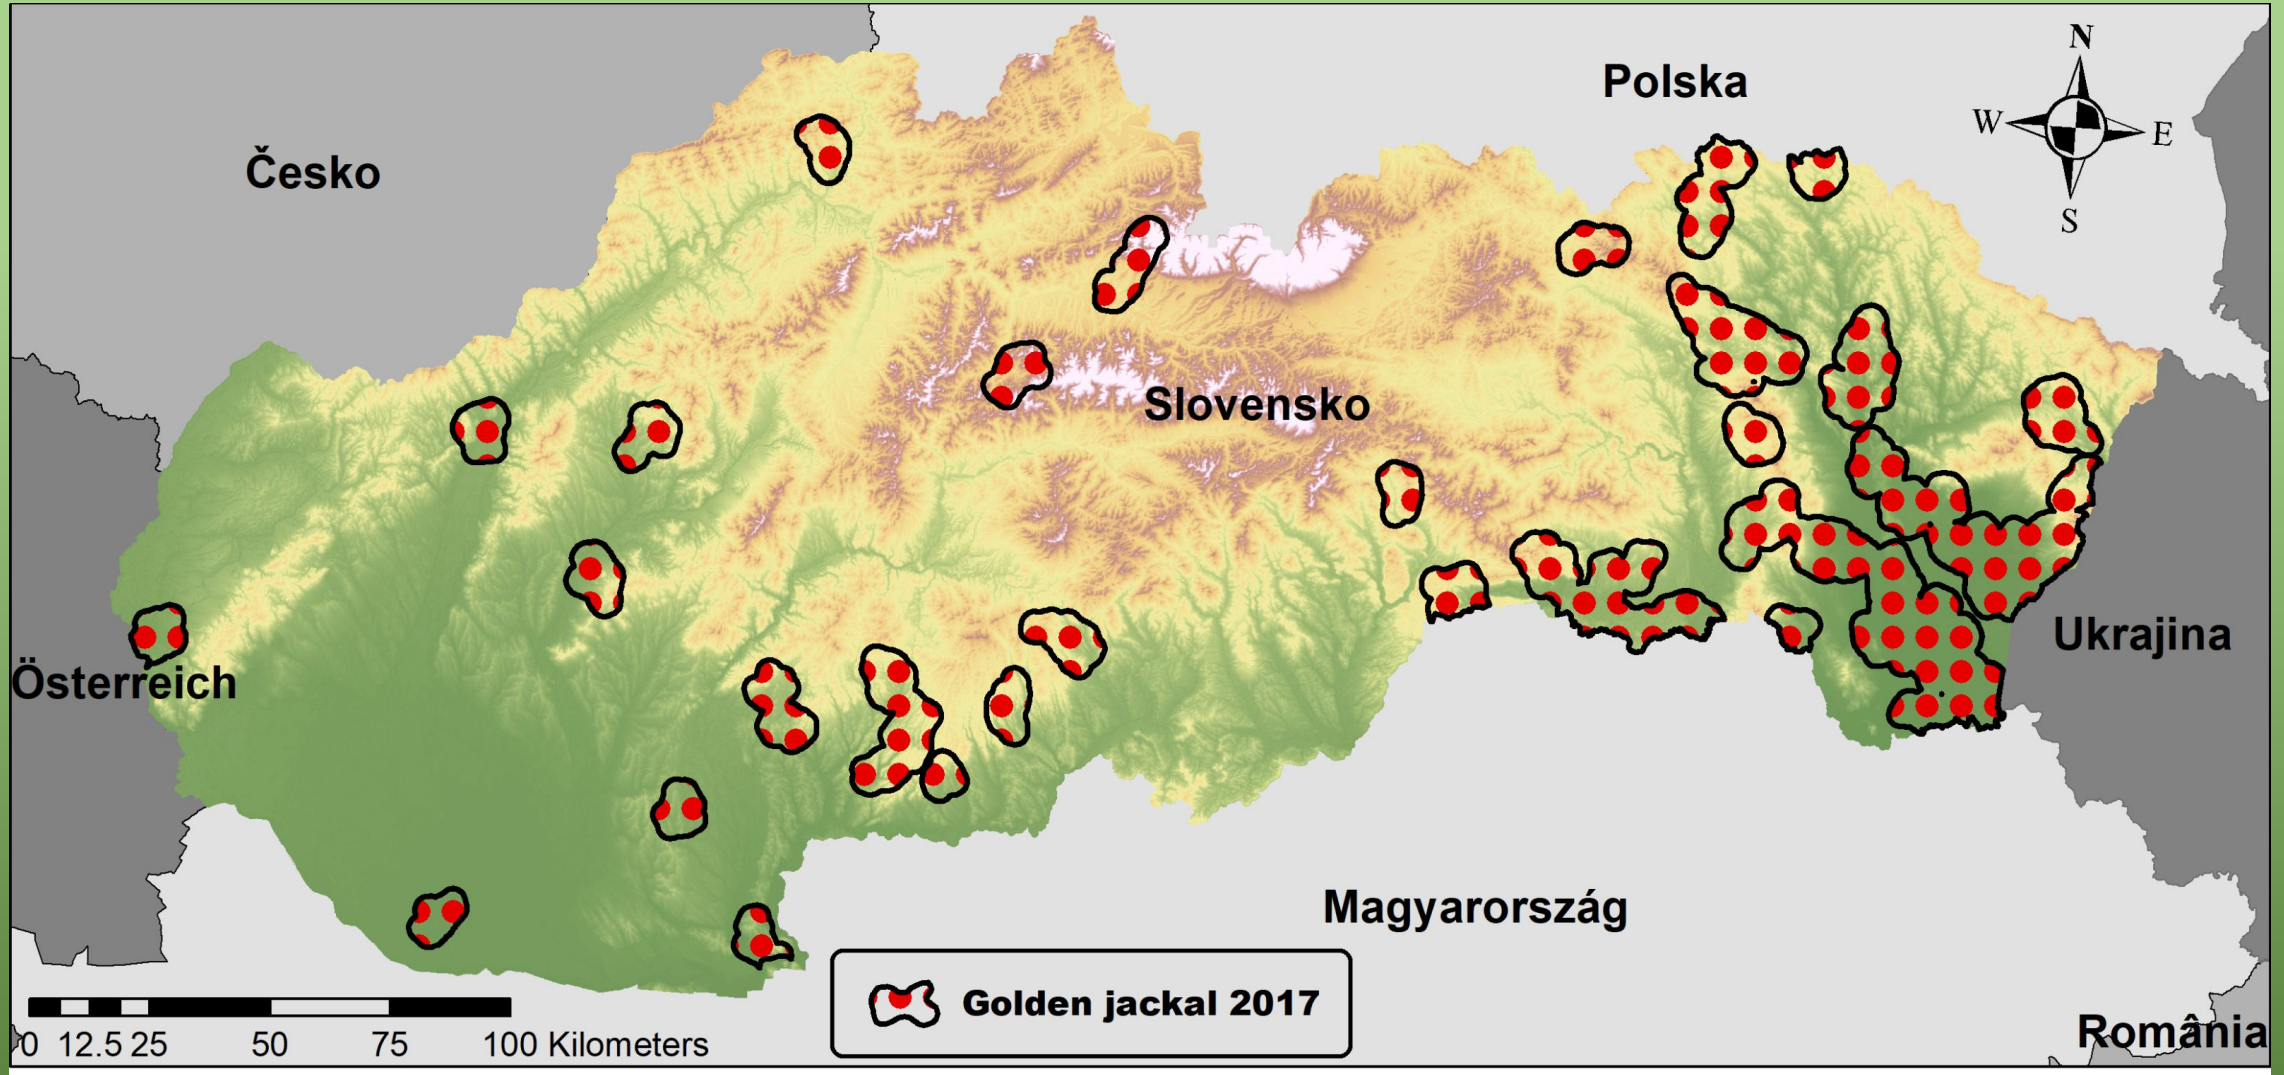 N
Polska
W
E
Česko
S
Slovensko
Ukrajina
Österreich
Magyarország
Golden jackal 2017
România
0 12.5 25 50 75 100 Kilometers